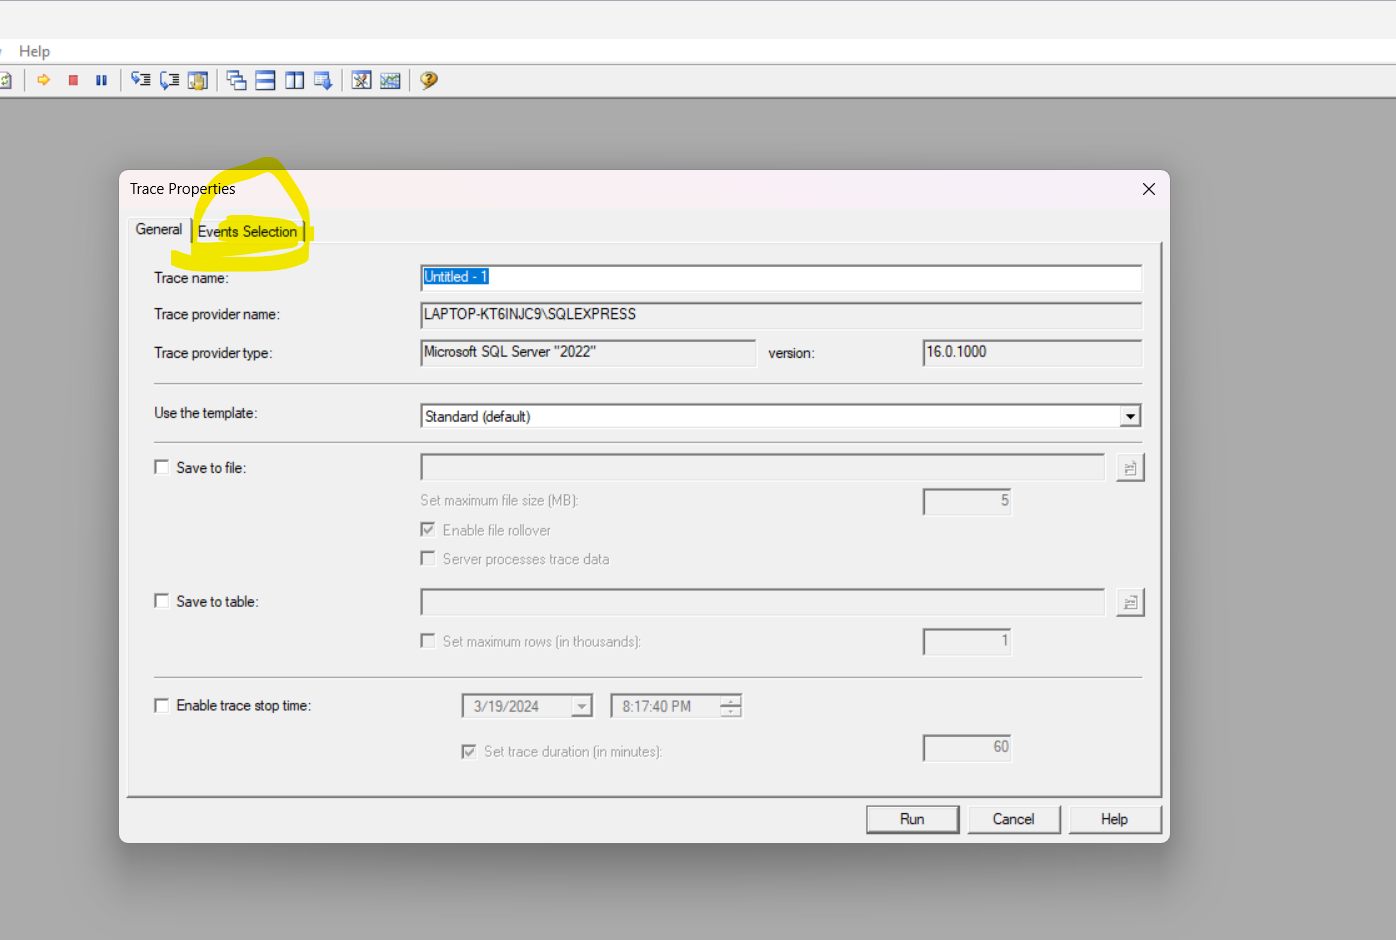 Help
Trace Properties
General Events Selection
Trace name: Untitled - 1
Trace provider name: LAPTOP-KT6INJC9\SQLEXPRESS
Trace provider type: Microsoft SQL Server "2022" version: 16.0.1000
Use the template: Standard (default)
Save to file:
Set maximum file size (MB): 5
Enable file rollover
Server processes trace data
Save to table:
Set maximum rows (in thousands): 1
Enable trace stop time: 3/19/2024 8:17:40 PM
Set trace duration (in minutes): 60
Run Cancel Help